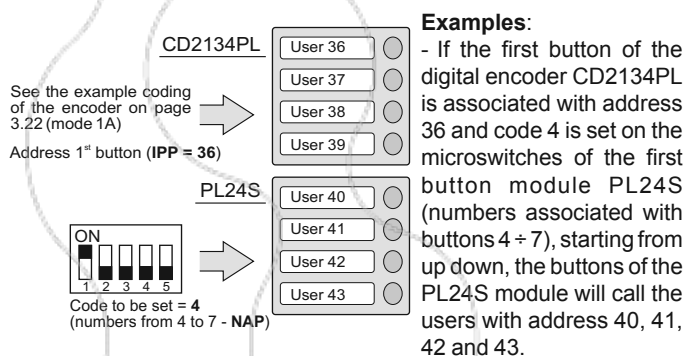 CD2134PL
User 36
User 37
User 38
User 39
See the example coding
of the encoder on page
3.22 (mode 1A)
Address 1st button (IPP = 36)
PL24S
User 40
User 41
User 42
User 43
ON
1 2 3 4 5
Code to be set = 4
(numbers from 4 to 7 - NAP)
Examples:
- If the first button of the
digital encoder CD2134PL
is associated with address
36 and code 4 is set on the
microswitches of the first
button module PL24S
(numbers associated with
buttons 4 ÷ 7), starting from
up down, the buttons of the
PL24S module will call the
users with address 40, 41,
42 and 43.